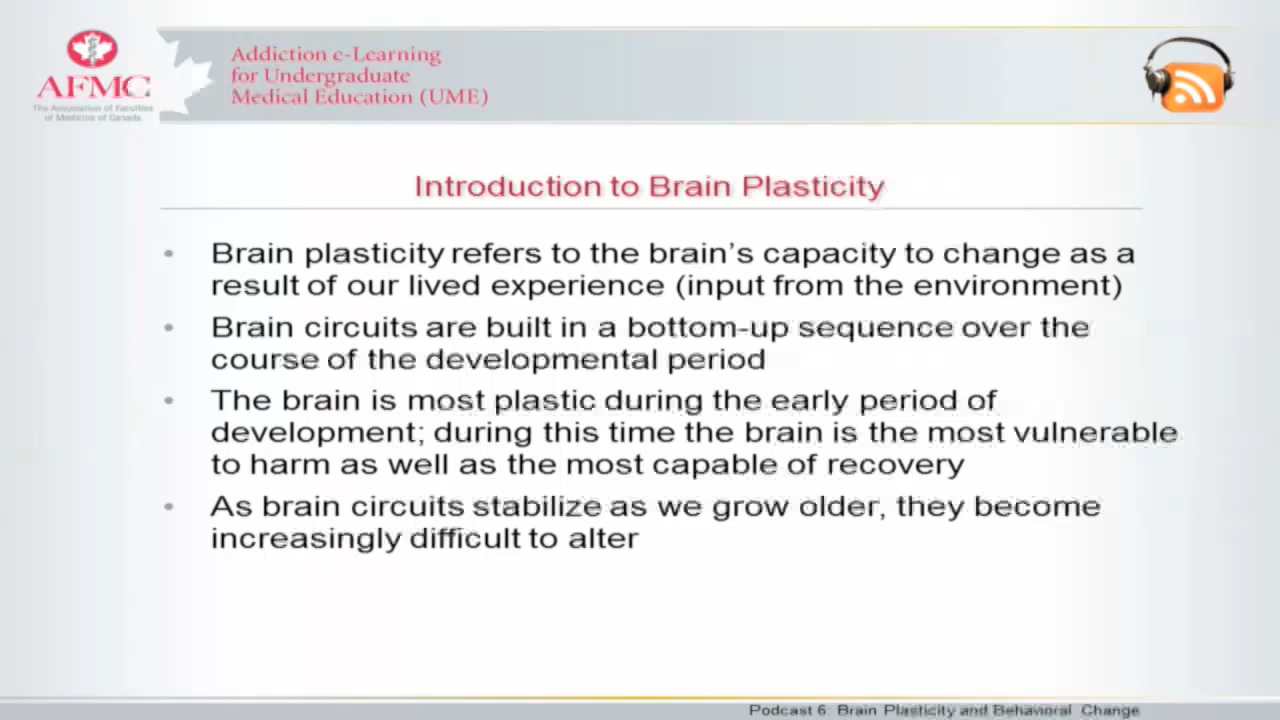 AFMC
The Association of Faculties
of Medicine of Canada
Addiction e-Learning
for Undergraduate
Medical Education (UME)
Introduction to Brain Plasticity
• Brain plasticity refers to the brain’s capacity to change as a
result of our lived experience (input from the environment)
• Brain circuits are built in a bottom-up sequence over the
course of the developmental period
• The brain is most plastic during the early period of
development; during this time the brain is the most vulnerable
to harm as well as the most capable of recovery
• As brain circuits stabilize as we grow older, they become
increasingly difficult to alter
Podcast 6: Brain Plasticity and Behavioral Change